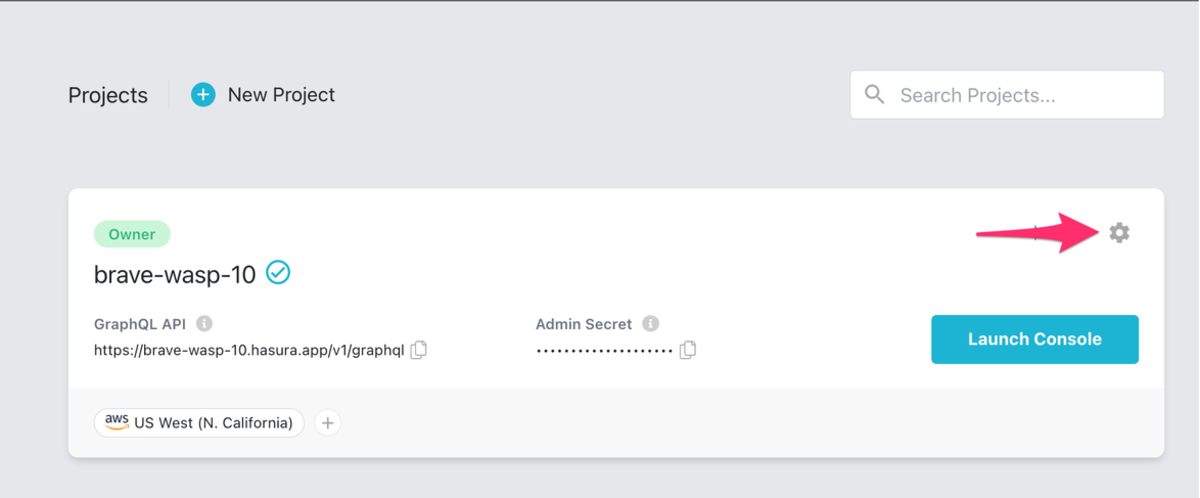 Projects
New Project
Search Projects...
Owner
brave-wasp-10
GraphQL API
Admin Secret
https://brave-wasp-10.hasura.app/v1/graphql
•••••••••••••••••••
Launch Console
aws US West (N. California)